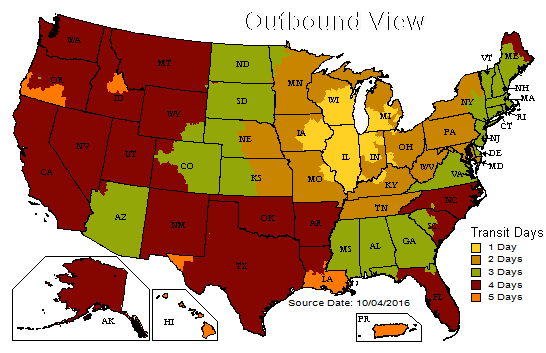 Outbound View
WA
MT
ND
MN
ME
VT
OR
ID
WY
SD
WI
MI
NY
NH
MA
RI
CT
NV
UT
CO
NE
IA
IL
IN
OH
PA
NJ
DE
MD
WV
VA
CA
KS
MO
KY
AZ
NM
OK
AR
TN
NC
SC
MS
AL
GA
TX
LA
FL
AK
HI
PR
Transit Days
1 Day
2 Days
3 Days
4 Days
5 Days
Source Date: 10/04/2016